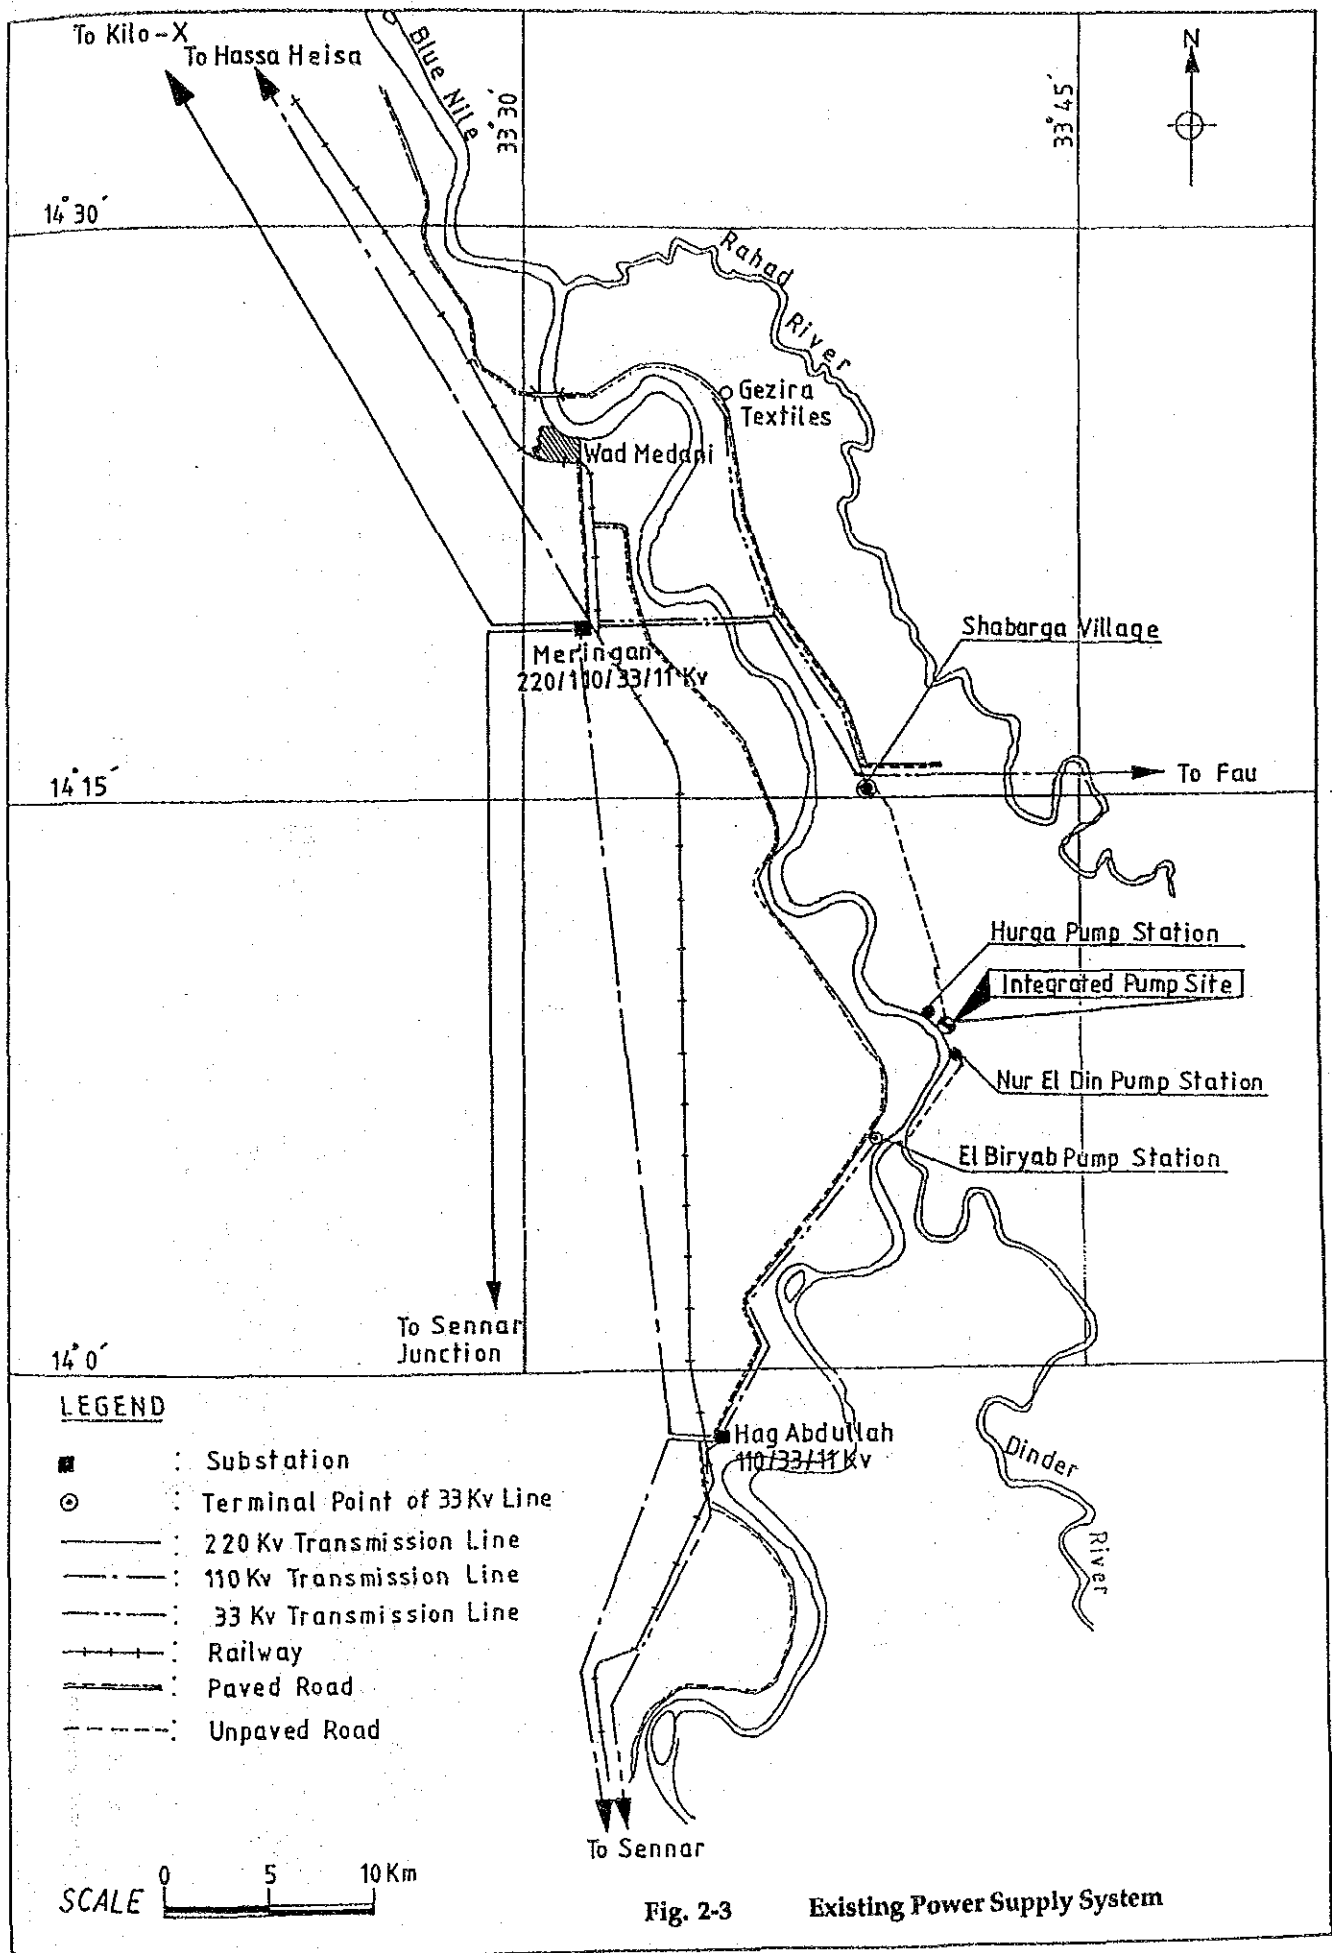 To Kilo-X
To Hassa Heisa
Blue Nile
33°30′
33°45′
N
14°30′
Rahad
River
Gezira
Textiles
Wad Medani
Shabarga Village
Meringan
220/110/33/11 Kv
14°15′
To Fau
Hurga Pump Station
Integrated Pump Site
Nur El Din Pump Station
El Biryab Pump Station
To Sennar
Junction
14°0′
LEGEND
Hag Abdullah
110/33/11 Kv
Dinder
River
: Substation
: Terminal Point of 33 Kv Line
: 220 Kv Transmission Line
: 110 Kv Transmission Line
: 33 Kv Transmission Line
: Railway
: Paved Road
: Unpaved Road
To Sennar
SCALE
0 5 10 Km
Fig. 2-3 Existing Power Supply System